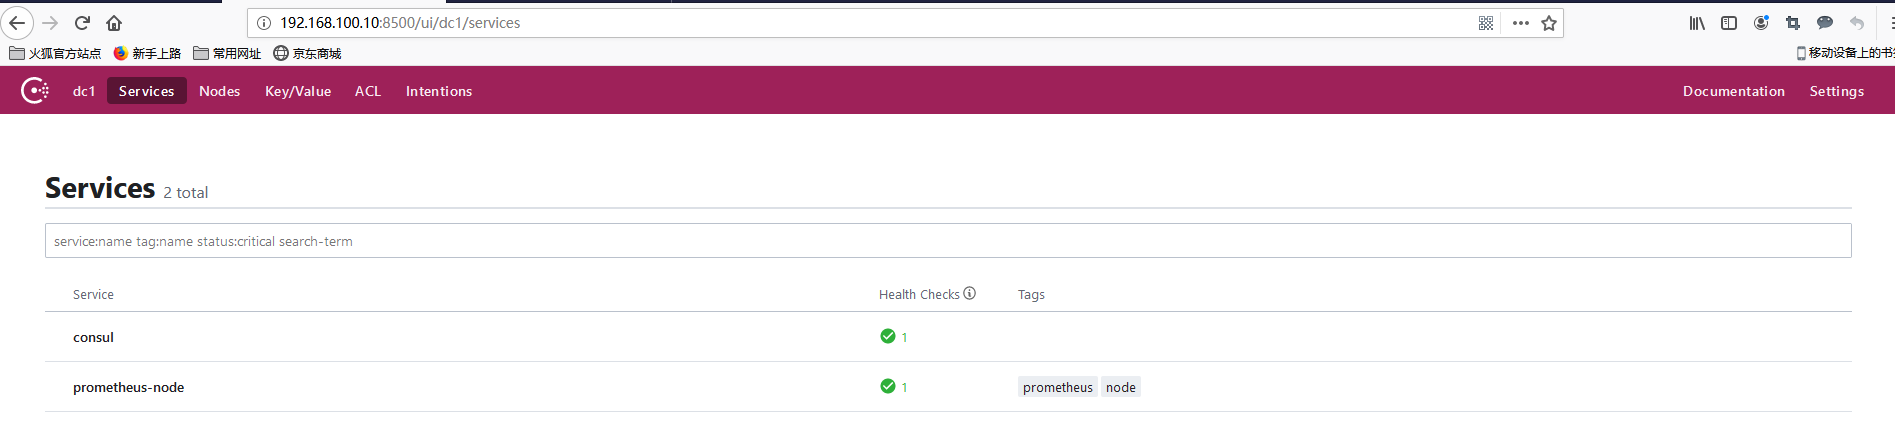 192.168.100.10:8500/ui/dc1/services
火狐官方站点 新手上路 常用网址 京东商城 移动设备上的书
dc1 Services Nodes Key/Value ACL Intentions Documentation Settings
Services 2 total
service:name tag:name status:critical search-term
Service Health Checks Tags
consul 1
prometheus-node 1 prometheus node